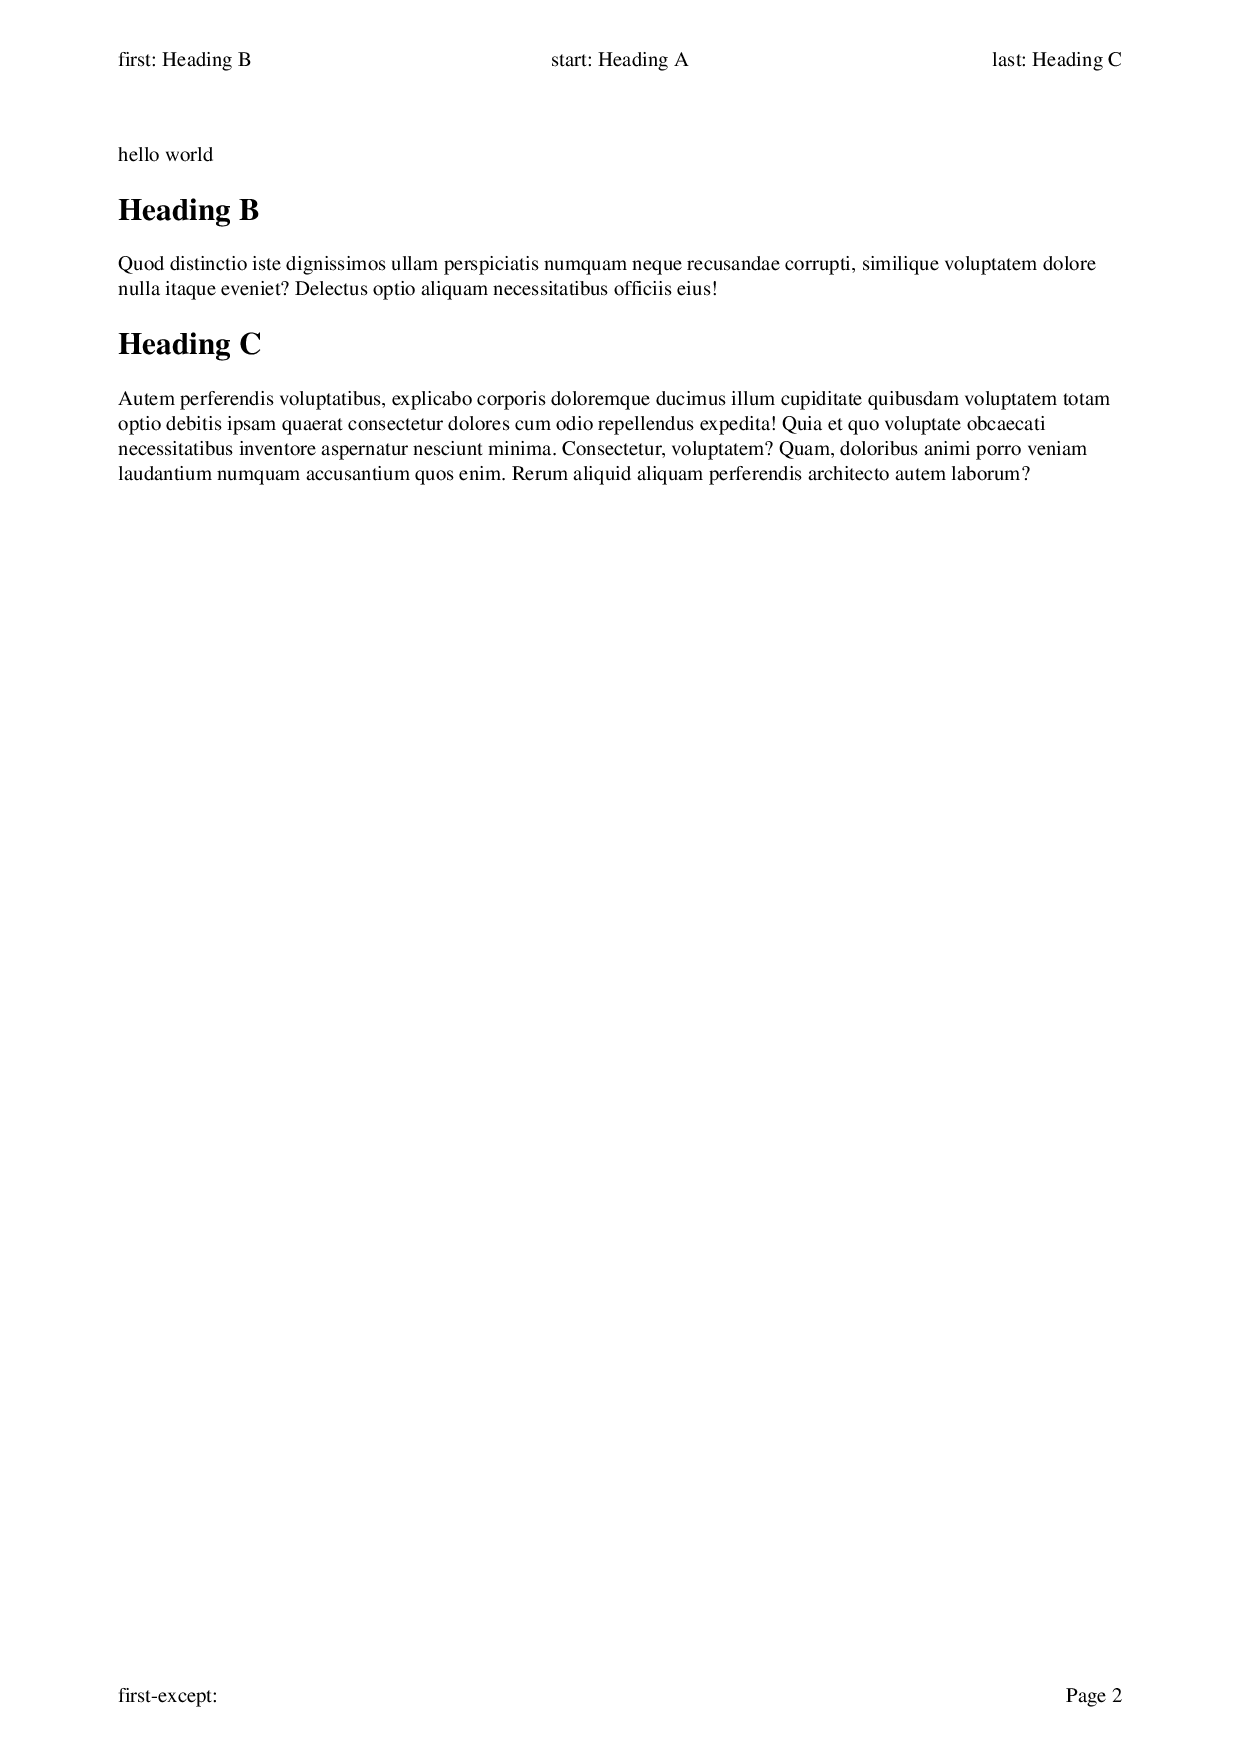 first: Heading B start: Heading A last: Heading C
hello world
Heading B
Quod distinctio iste dignissimos ullam perspiciatis numquam neque recusandae corrupti, similique voluptatem dolore
nulla itaque eveniet? Delectus optio aliquam necessitatibus officiis eius!
Heading C
Autem perferendis voluptatibus, explicabo corporis doloremque ducimus illum cupiditate quibusdam voluptatem totam
optio debitis ipsam quaerat consectetur dolores cum odio repellendus expedita! Quia et quo voluptate obcaecati
necessitatibus inventore aspernatur nesciunt minima. Consectetur, voluptatem? Quam, doloribus animi porro veniam
laudantium numquam accusantium quos enim. Rerum aliquid aliquam perferendis architecto autem laborum?
first-except: Page 2